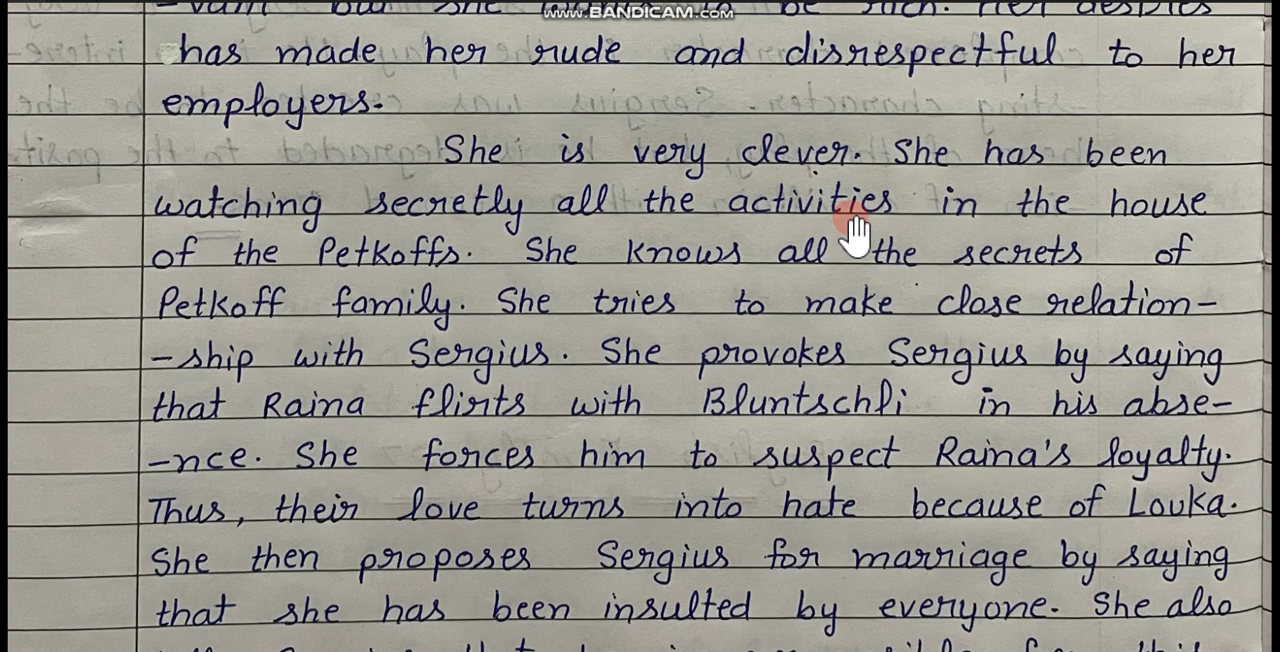 WWW.BANDICAM.COM
has made her rude and disrespectful to her
employers.
She is very clever. She has been
watching secretly all the activities in the house
of the Petkoffs. She knows all the secrets of
Petkoff family. She tries to make close relation-
-ship with Sergius. She provokes Sergius by saying
that Raina flirts with Bluntschli in his abse-
-nce. She forces him to suspect Raina's loyalty.
Thus, their love turns into hate because of Louka.
She then proposes Sergius for marriage by saying
that she has been insulted by everyone. She also